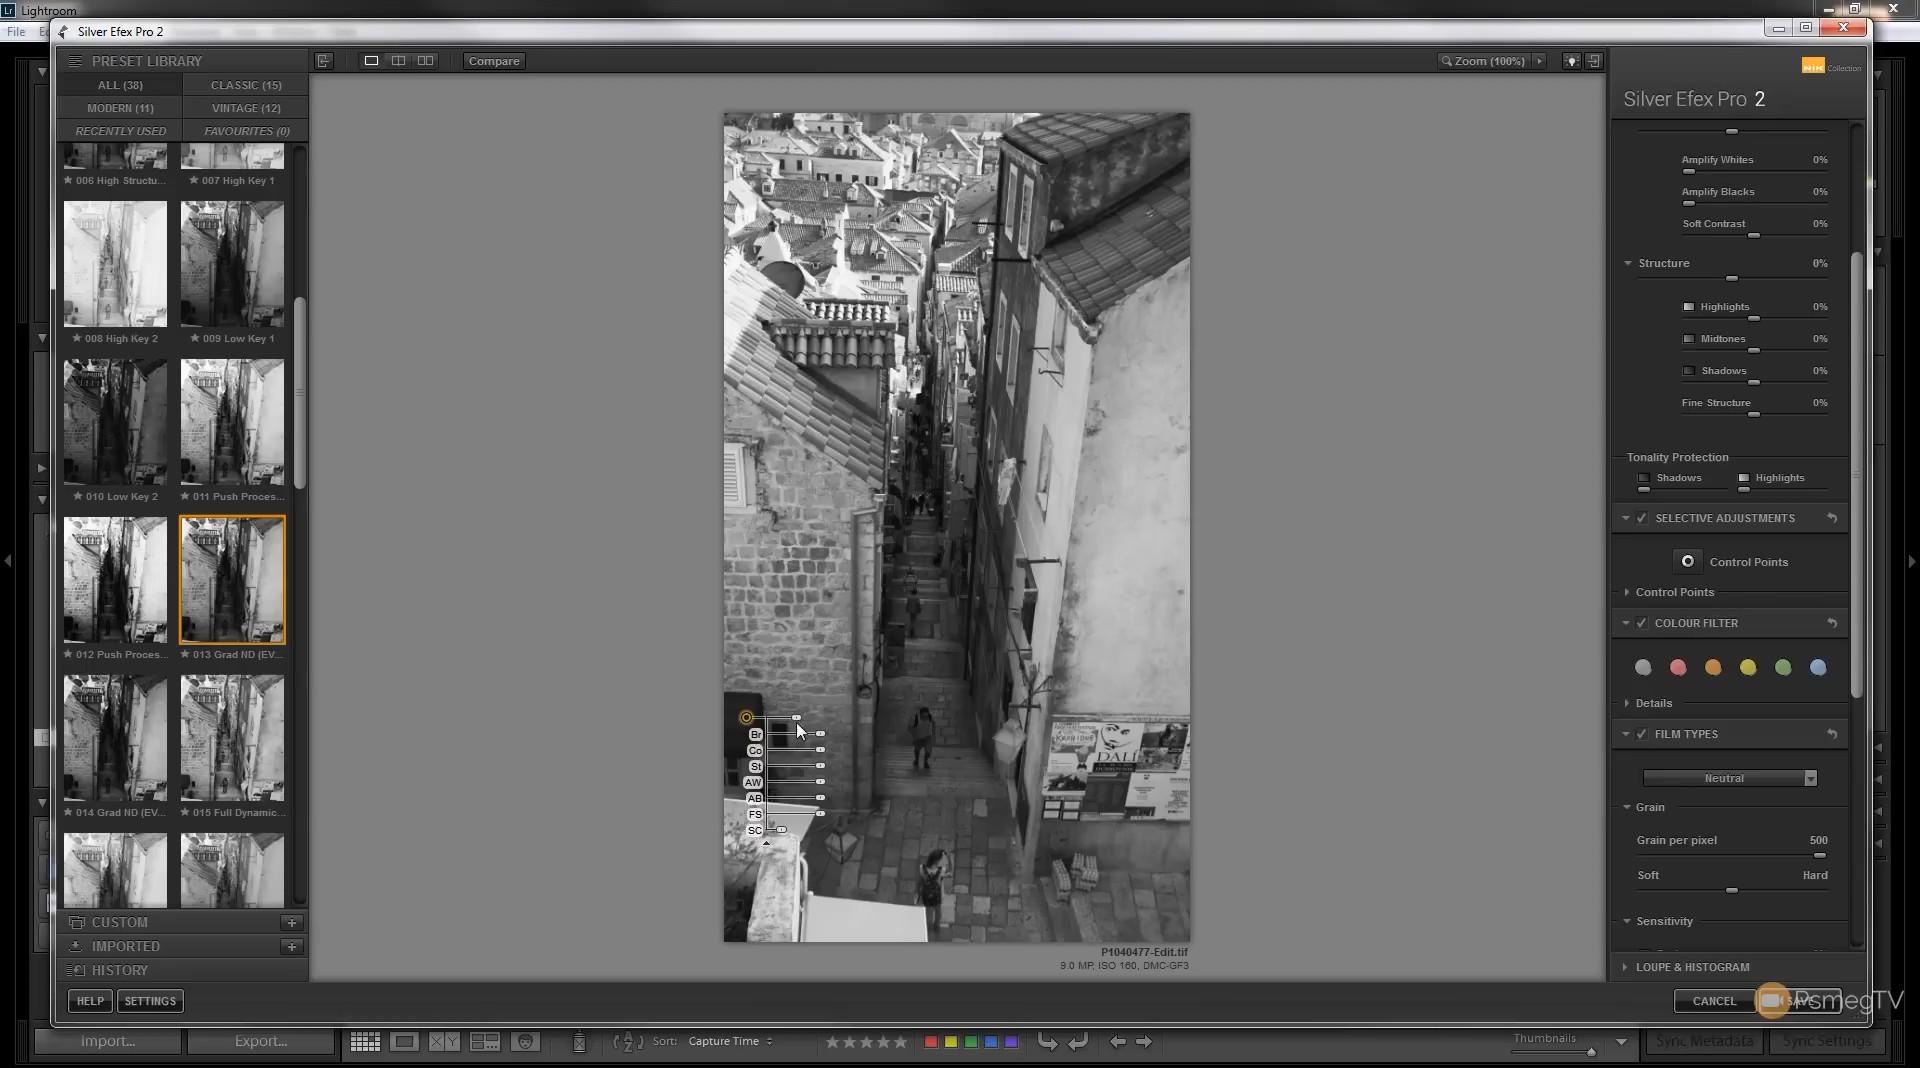 Lightroom
File
Silver Efex Pro 2
PRESET LIBRARY
ALL (38)
CLASSIC (15)
MODERN (11)
VINTAGE (12)
RECENTLY USED
FAVOURITES (0)
006 High Structu...
007 High Key 1
008 High Key 2
009 Low Key 1
010 Low Key 2
011 Push Proces...
012 Push Proces...
013 Grad ND (EV...
014 Grad ND (EV...
015 Full Dynamic...
CUSTOM
IMPORTED
HISTORY
HELP
SETTINGS
Compare
Zoom (100%)
Br
Co
St
AW
AB
FS
SC
DALÍ
P1040477-Edit.tif
9.0 MP, ISO 160, DMC-GF3
Nik Collection
Silver Efex Pro 2
Amplify Whites 0%
Amplify Blacks 0%
Soft Contrast 0%
Structure 0%
Highlights 0%
Midtones 0%
Shadows 0%
Fine Structure 0%
Tonality Protection
Shadows
Highlights
SELECTIVE ADJUSTMENTS
Control Points
Control Points
COLOUR FILTER
Details
FILM TYPES
Neutral
Grain
Grain per pixel 500
Soft Hard
Sensitivity
LOUPE & HISTOGRAM
CANCEL
SAVE
PsmegTV
Import...
Export...
Sort: Capture Time
Thumbnails
Sync Metadata
Sync Settings